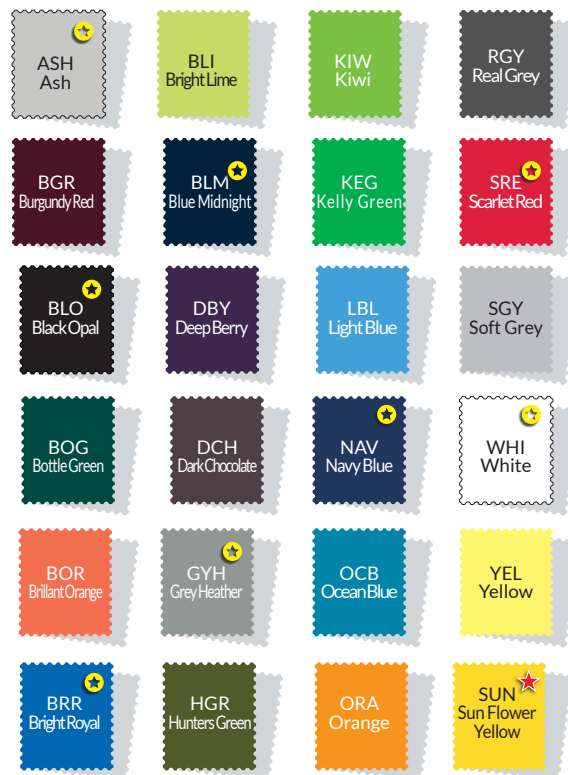 ASH
Ash
BLI
Bright Lime
KIW
Kiwi
RGY
Real Grey
BGR
Burgundy Red
BLM
Blue Midnight
KEG
Kelly Green
SRE
Scarlet Red
BLO
Black Opal
DBY
Deep Berry
LBL
Light Blue
SGY
Soft Grey
BOG
Bottle Green
DCH
Dark Chocolate
NAV
Navy Blue
WHI
White
BOR
Brillant Orange
GYH
Grey Heather
OCB
Ocean Blue
YEL
Yellow
BRR
Bright Royal
HGR
Hunters Green
ORA
Orange
SUN
Sun Flower
Yellow